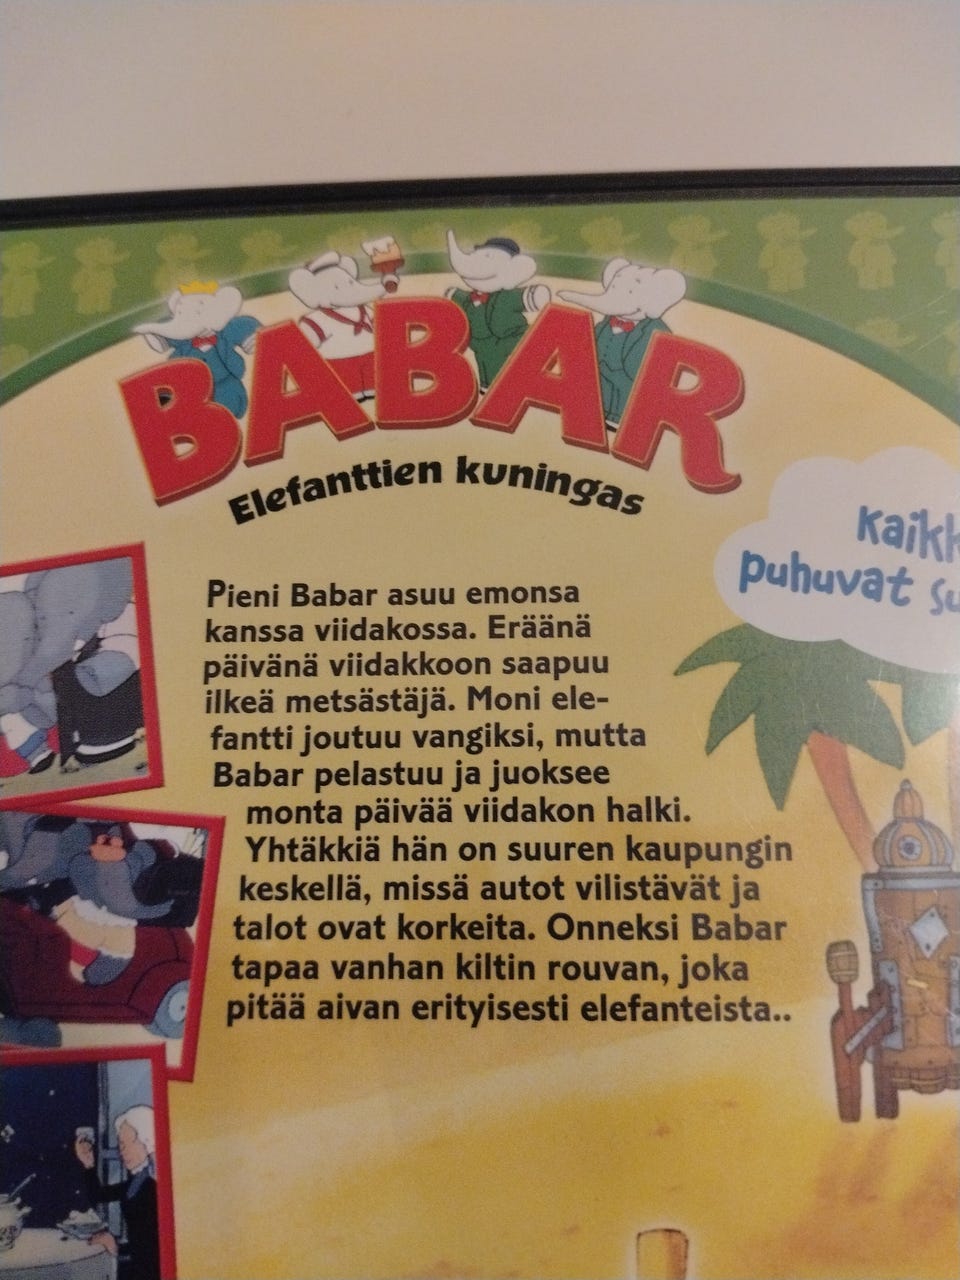 BABAR
Elefanttien kuningas
puhuvat
Pieni Babar asuu emonsa
kanssa viidakossa. Eräänä
päivänä viidakkoon saapuu
ilkeä metsästäjä. Moni ele-
fantti joutuu vangiksi, mutta
Babar pelastuu ja juoksee
monta päivää viidakon halki.
Yhtäkkiä hän on suuren kaupungin
keskellä, missä autot vilistävät ja
talot ovat korkeita. Onneksi Babar
tapaa vanhan kiltin rouvan, joka
pitää aivan erityisesti elefanteista..